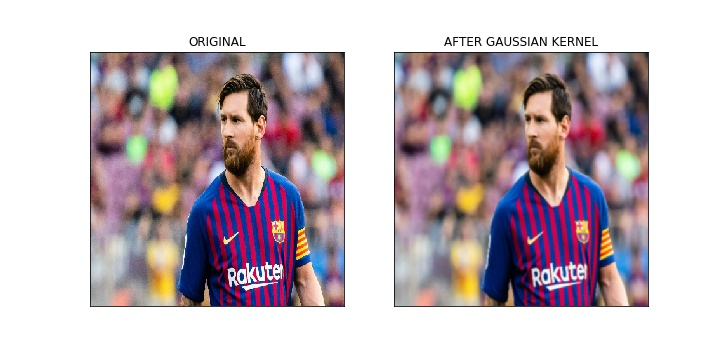 ORIGINAL
AFTER GAUSSIAN KERNEL
Rakuten
Rakuten